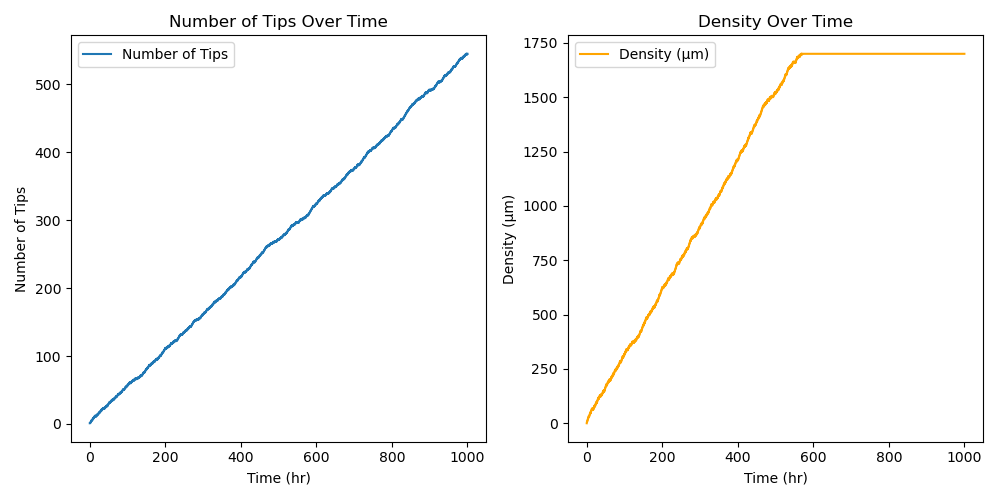 Number of Tips Over Time
Number of Tips
Number of Tips
500
400
300
200
100
0
0 200 400 600 800 1000
Time (hr)
Density Over Time
Density (μm)
Density (μm)
1750
1500
1250
1000
750
500
250
0
0 200 400 600 800 1000
Time (hr)